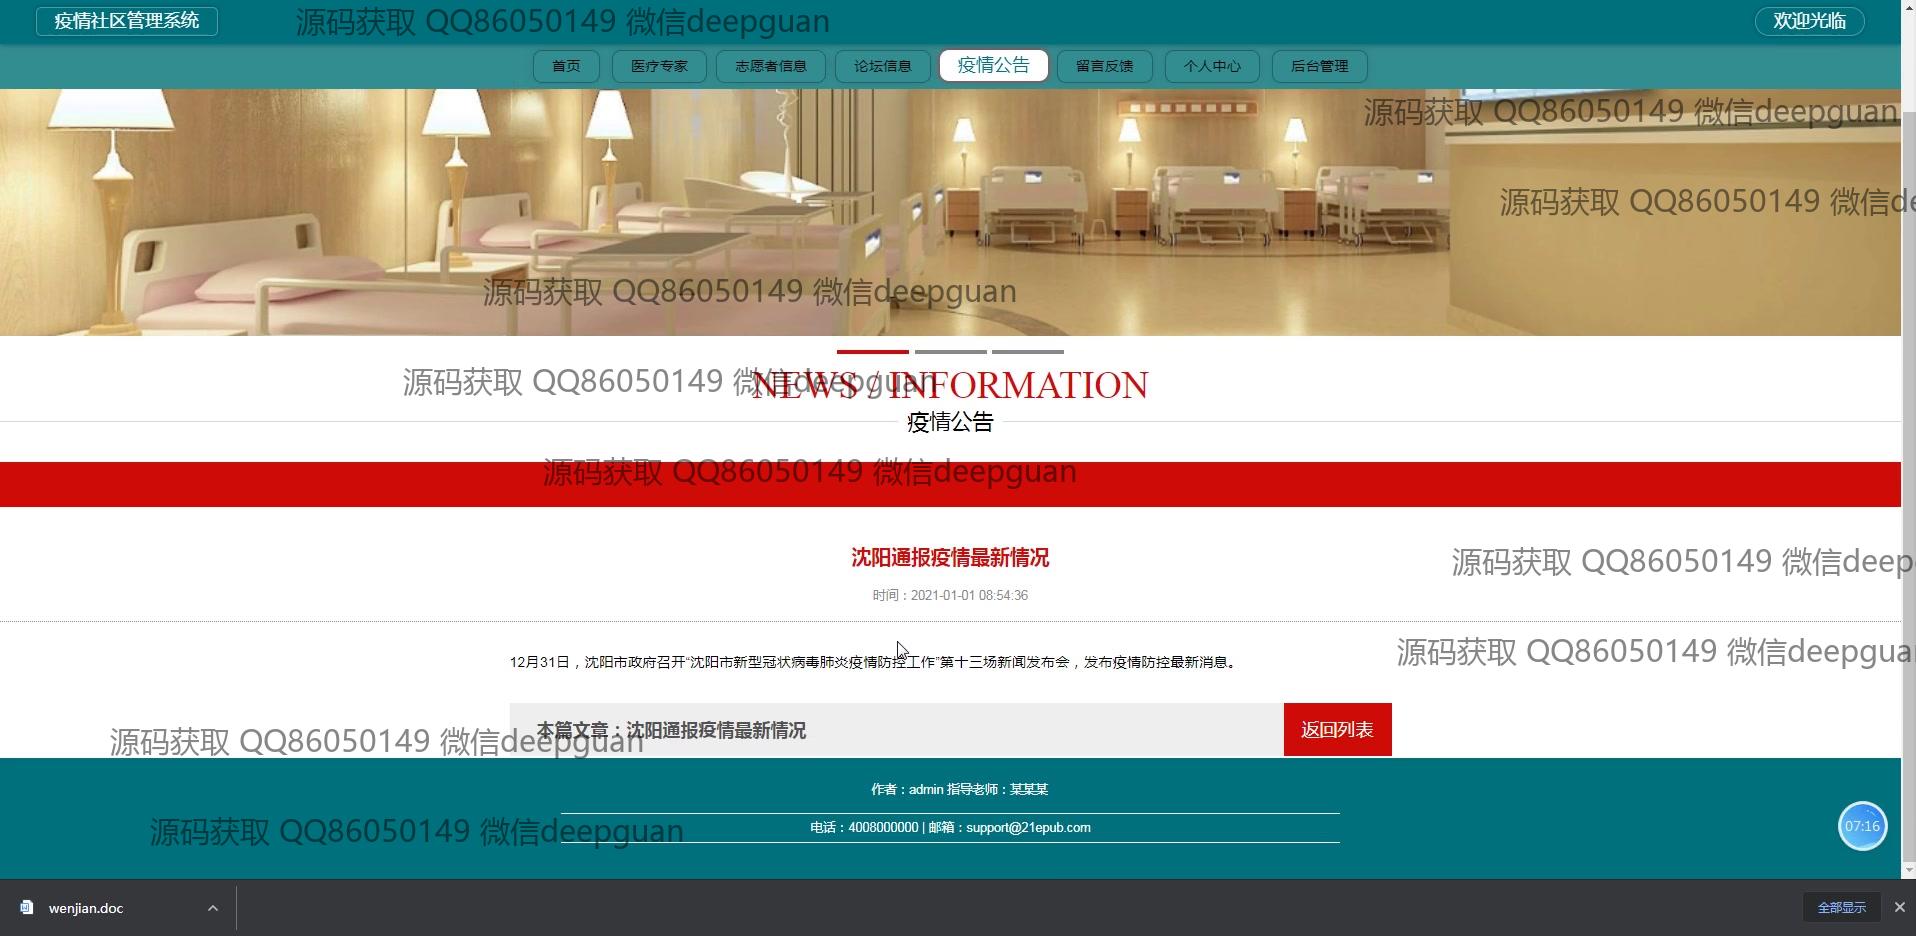 疫情社区管理系统
源码获取 QQ86050149 微信deepguan
欢迎光临
首页 医疗专家 志愿者信息 论坛信息 疫情公告 留言反馈 个人中心 后台管理
源码获取 QQ86050149 微信deepguan
源码获取 QQ86050149 微信de
源码获取 QQ86050149 微信deepguan
源码获取 QQ86050149 微信deepguan
NEWS / INFORMATION
疫情公告
源码获取 QQ86050149 微信deepguan
沈阳通报疫情最新情况
源码获取 QQ86050149 微信deep
时间：2021-01-01 08:54:36
12月31日，沈阳市政府召开“沈阳市新型冠状病毒肺炎疫情防控工作”第十三场新闻发布会，发布疫情防控最新消息。
源码获取 QQ86050149 微信deepgua
本篇文章：沈阳通报疫情最新情况
返回列表
源码获取 QQ86050149 微信deepguan
作者：admin 指导老师：某某某
电话：4008000000 | 邮箱：support@21epub.com
源码获取 QQ86050149 微信deepguan
07:16
wenjian.doc
全部显示